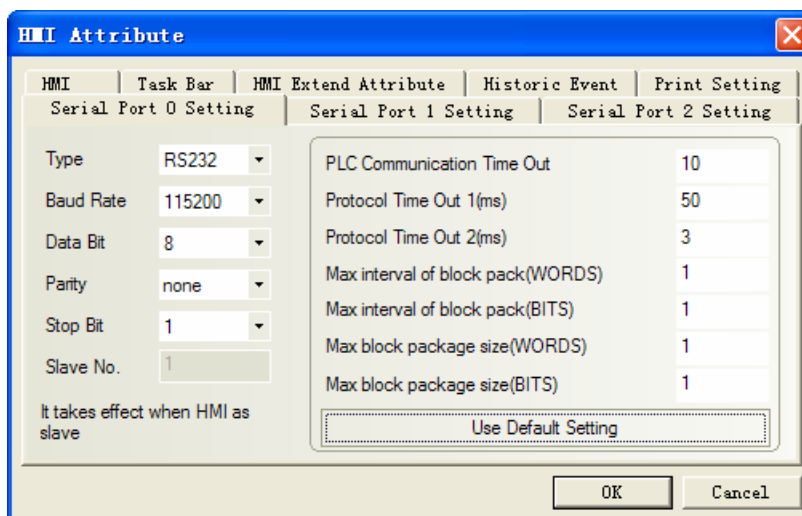 HMI Attribute
HMI
Task Bar
HMI Extend Attribute
Historic Event
Print Setting
Serial Port 0 Setting
Serial Port 1 Setting
Serial Port 2 Setting
Type RS232
Baud Rate 115200
Data Bit 8
Parity none
Stop Bit 1
Slave No. 1
It takes effect when HMI as
slave
PLC Communication Time Out 10
Protocol Time Out 1(ms) 50
Protocol Time Out 2(ms) 3
Max interval of block pack(WORDS) 1
Max interval of block pack(BITS) 1
Max block package size(WORDS) 1
Max block package size(BITS) 1
Use Default Setting
OK
Cancel